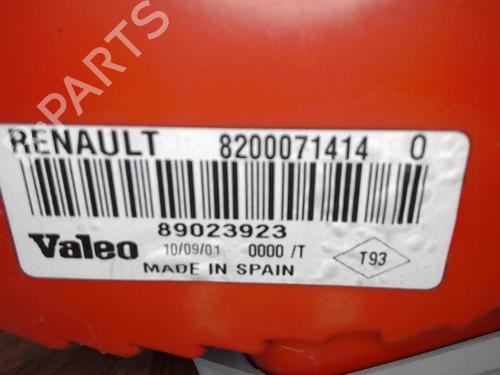 RENAULT 8200071414 0
89023923
Valeo 10/09/01 0000 /T T93
MADE IN SPAIN
B-PARTS